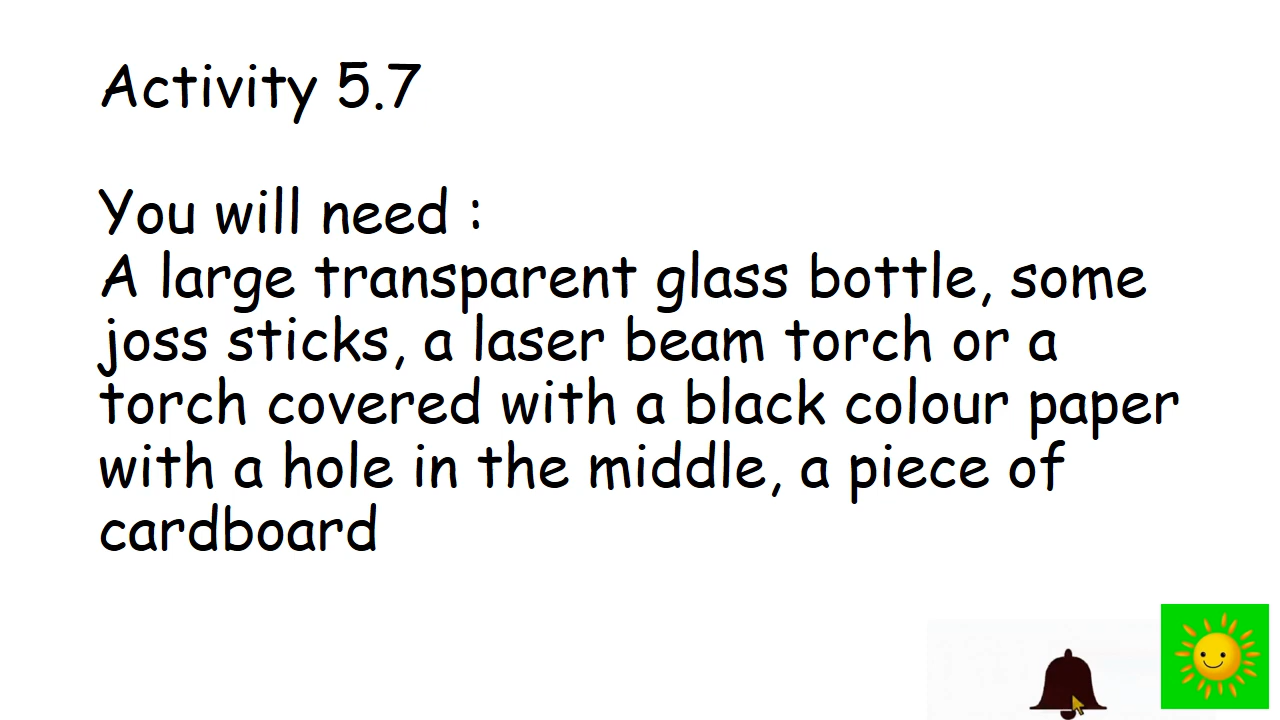 Activity 5.7
You will need :
A large transparent glass bottle, some
joss sticks, a laser beam torch or a
torch covered with a black colour paper
with a hole in the middle, a piece of
cardboard